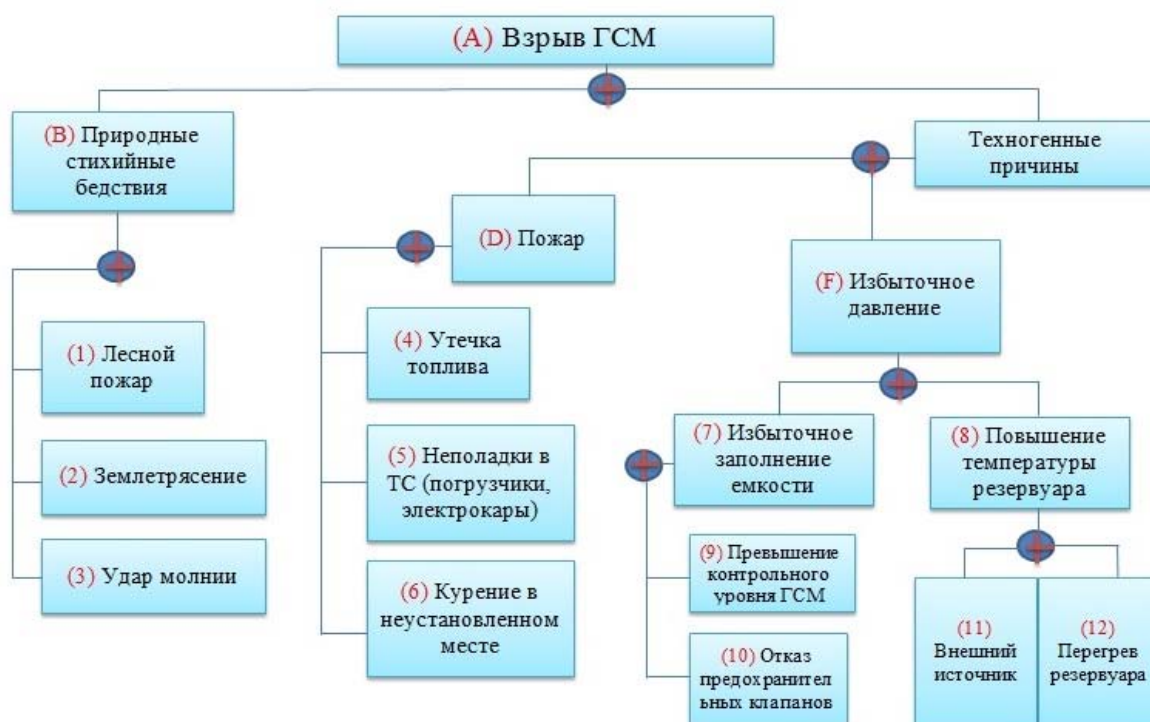 (A) Взрыв ГСМ
(B) Природные
стихийные
бедствия
Техногенные
причины
(D) Пожар
(F) Избыточное
давление
(1) Лесной
пожар
(2) Землетрясение
(3) Удар молнии
(4) Утечка
топлива
(5) Неполадки в
ТС (погрузчики,
электрокары)
(6) Курение в
неустановленном
месте
(7) Избыточное
заполнение
емкости
(8) Повышение
температуры
резервуара
(9) Превышение
контрольного
уровня ГСМ
(10) Отказ
предохранител
ьных клапанов
(11)
Внешний
источник
(12)
Перегрев
резервуара